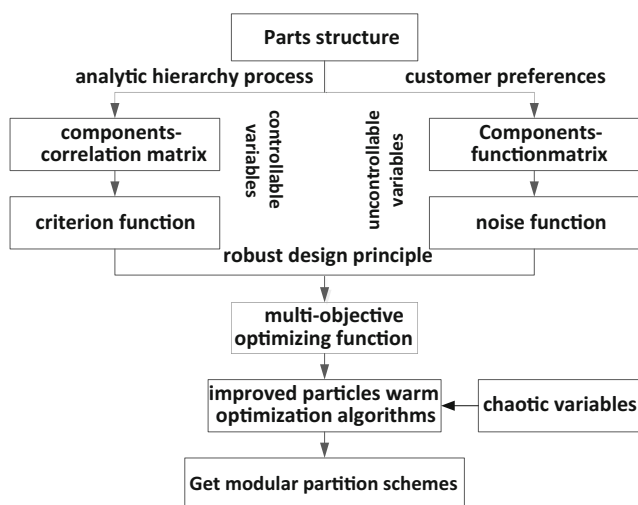 Parts structure
analytic hierarchy process
customer preferences
components-
correlation matrix
controllable
variables
uncontrollable
variables
Components-
functionmatrix
criterion function
noise function
robust design principle
multi-objective
optimizing function
improved particles warm
optimization algorithms
chaotic variables
Get modular partition schemes